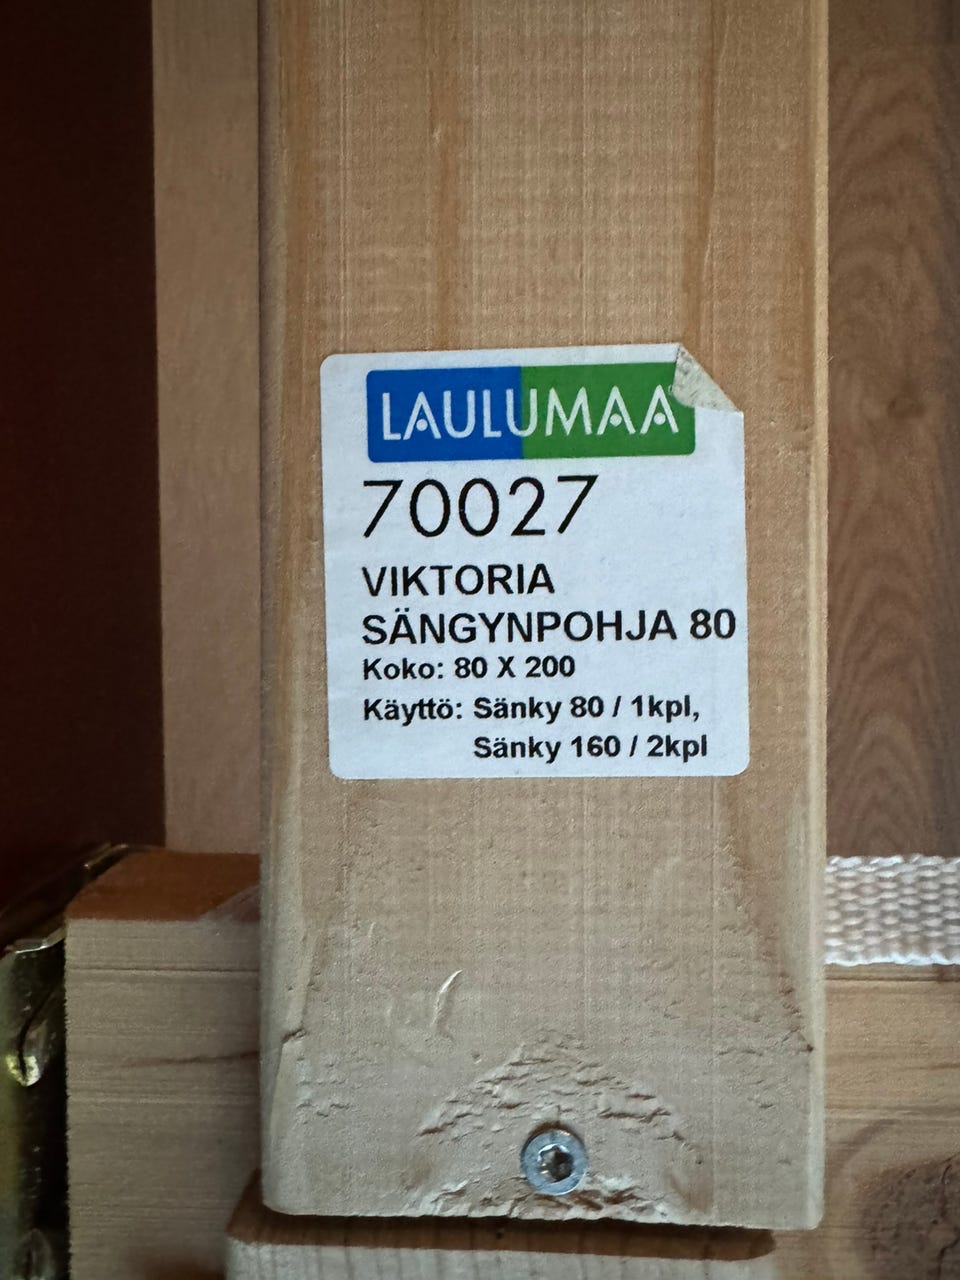 LAULUMAA
70027
VIKTORIA
SÄNGYNPOHJA 80
Koko: 80 X 200
Käyttö: Sänky 80 / 1kpl,
Sänky 160 / 2kpl